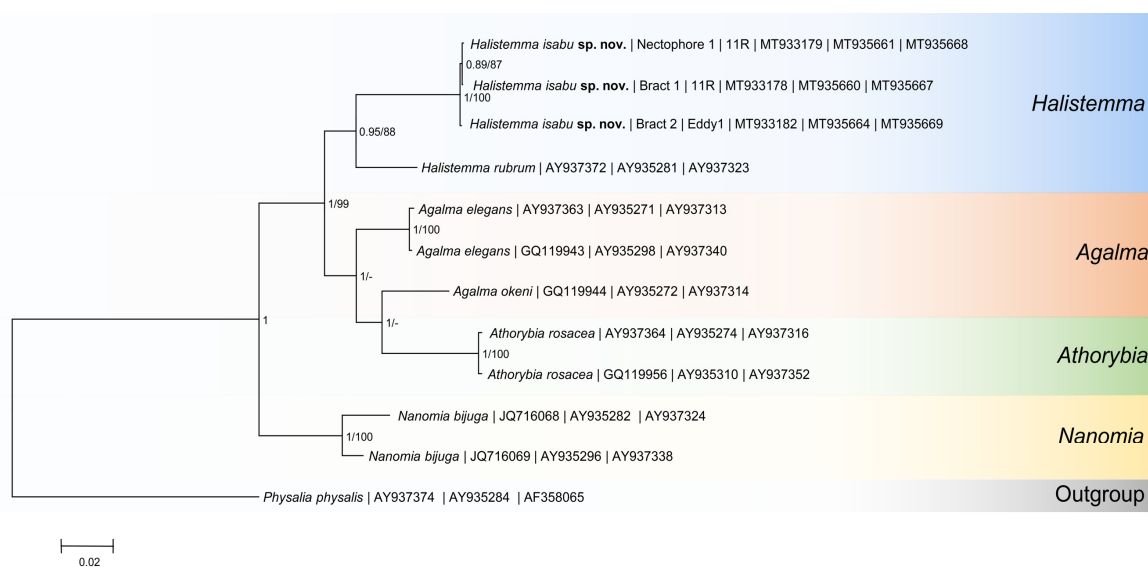 Halistemma isabu sp. nov. | Nectophore 1 | 11R | MT933179 | MT935661 | MT935668
0.89/87
Halistemma isabu sp. nov. | Bract 1 | 11R | MT933178 | MT935660 | MT935667
1/100
Halistemma
Halistemma isabu sp. nov. | Bract 2 | Eddy1 | MT933182 | MT935664 | MT935669
0.95/88
Halistemma rubrum | AY937372 | AY935281 | AY937323
1/99
Agalma elegans | AY937363 | AY935271 | AY937313
1/100
Agalma elegans | GQ119943 | AY935298 | AY937340
Agalma
1/-
Agalma okeni | GQ119944 | AY935272 | AY937314
1
1/-
Athorybia rosacea | AY937364 | AY935274 | AY937316
1/100
Athorybia
Athorybia rosacea | GQ119956 | AY935310 | AY937352
Nanomia bijuga | JQ716068 | AY935282 | AY937324
1/100
Nanomia
Nanomia bijuga | JQ716069 | AY935296 | AY937338
Physalia physalis | AY937374 | AY935284 | AF358065
Outgroup
0.02